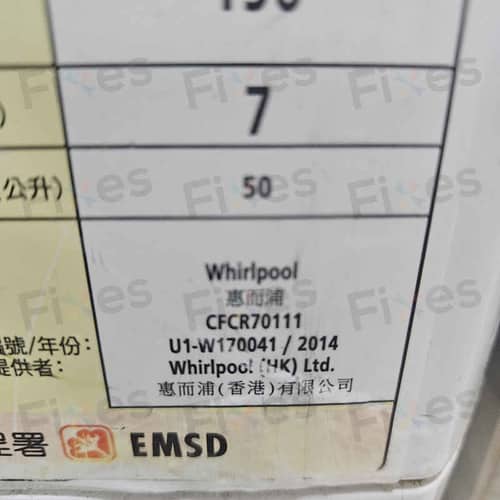 7
公升)
50
Whirlpool
惠而浦
CFCR70111
號/年份:
U1-W170041 / 2014
提供者:
Whirlpool (HK) Ltd.
惠而浦(香港)有限公司
署 EMSD
Fixes